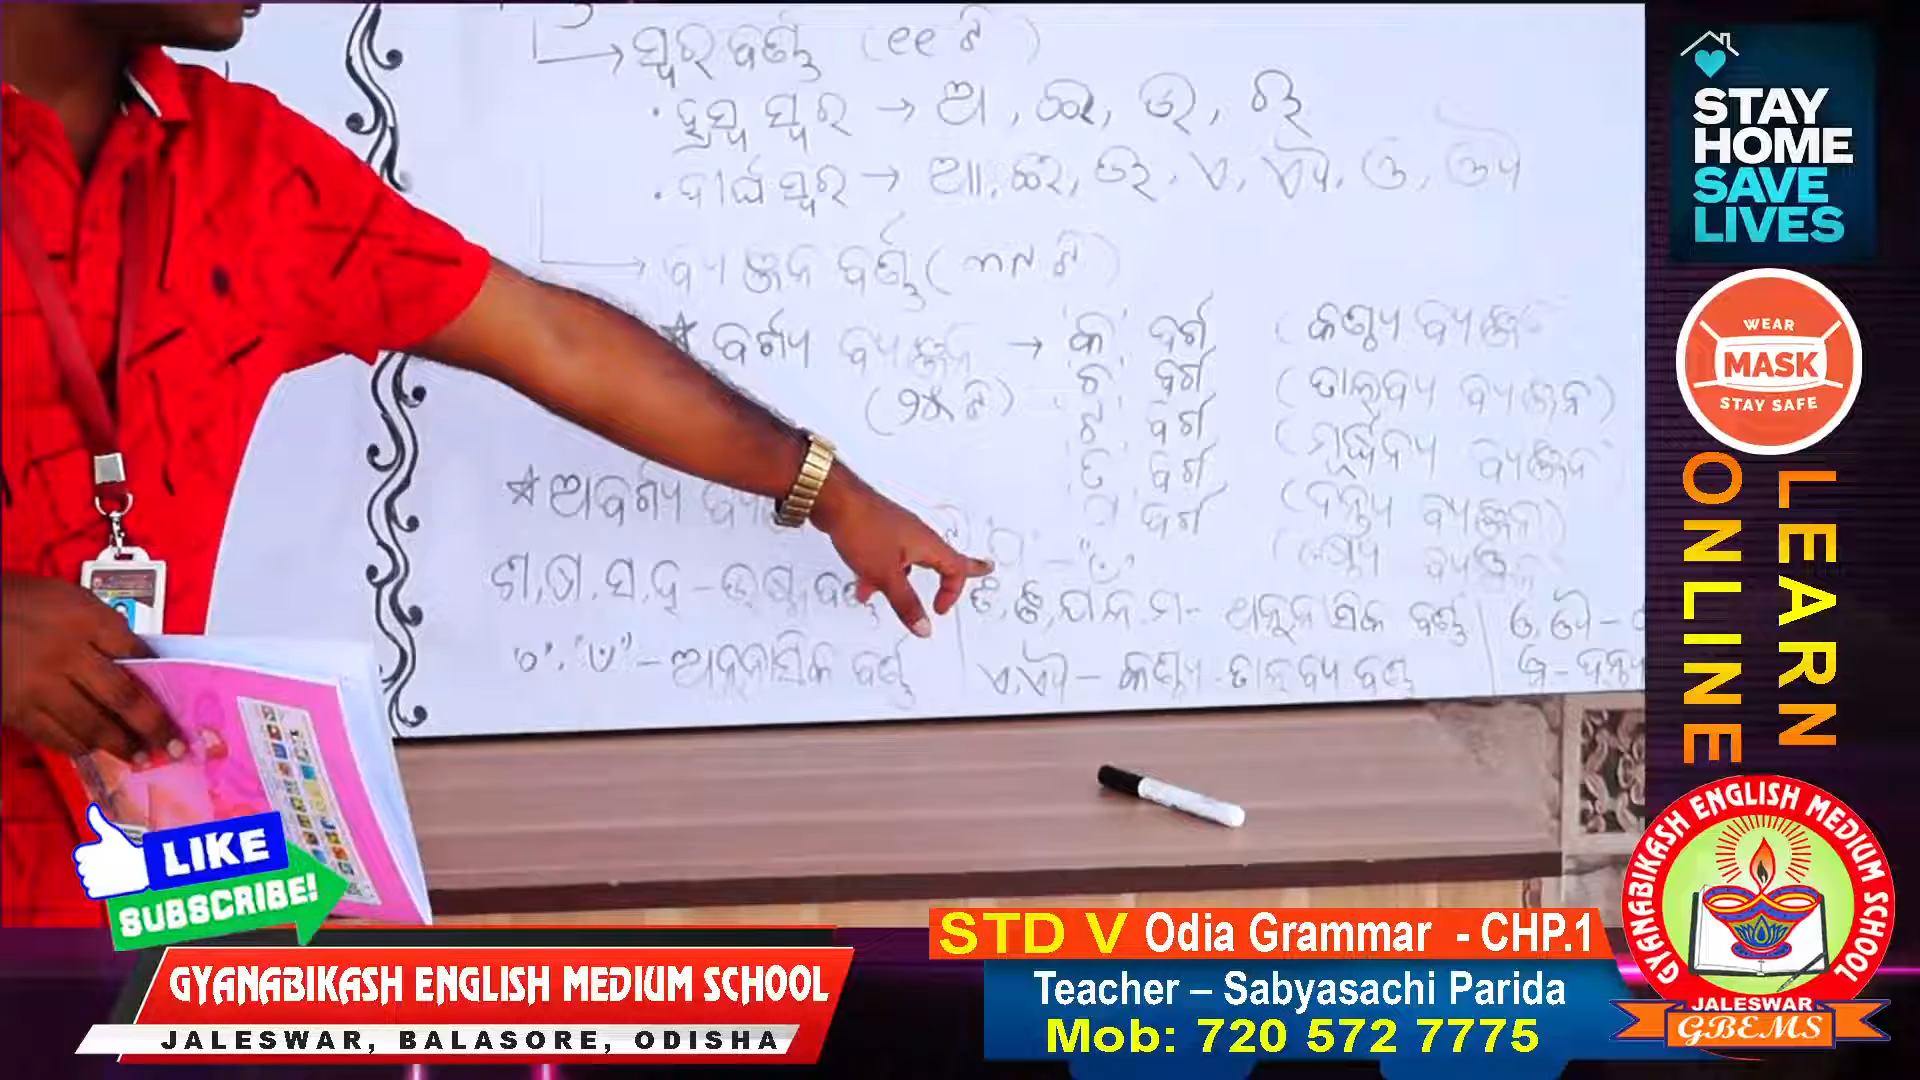 ସ୍ୱର ବର୍ଣ୍ଣ (୧୧ ଟି)
· ହ୍ରସ୍ୱ ସ୍ୱର → ଅ, ଇ, ଉ, ଋ
· ଦୀର୍ଘ ସ୍ୱର → ଆ, ଈ, ଊ, ଏ, ଐ, ଓ, ଔ
ବ୍ୟଞ୍ଜନ ବର୍ଣ୍ଣ (୩୯ ଟି)
ବର୍ଗ୍ୟ ବ୍ୟଞ୍ଜନ → 'କ' ବର୍ଗ (କଣ୍ଠ୍ୟ ବ୍ୟଞ୍ଜନ
(୨୫ ଟି) 'ଚ' ବର୍ଗ (ତାଲବ୍ୟ ବ୍ୟଞ୍ଜନ)
'ଟ' ବର୍ଗ (ମୂର୍ଦ୍ଧନ୍ୟ ବ୍ୟଞ୍ଜନ
'ତ' ବର୍ଗ (ଦନ୍ତ୍ୟ ବ୍ୟଞ୍ଜନ)
ବର୍ଗ ବ୍ୟଞ୍ଜନ
★ ଅବର୍ଗ୍ୟ
ଶ, ଷ, ସ, ହ - ଉଷ୍ମ ବର୍ଣ୍ଣ
ଙ, ଞ, ଣ, ନ, ମ - ଅନୁନାସିକ ବର୍ଣ୍ଣ
ଓ, ଔ -
- ଅନୁନାସିକ ବର୍ଣ୍ଣ
ଏ, ଐ - କଣ୍ଠ୍ୟ - ତାଲବ୍ୟ ବର୍ଣ୍ଣ
ୱ - ଦନ୍ତ୍ୟ
STAY
HOME
SAVE
LIVES
WEAR
MASK
STAY SAFE
LEARN
ONLINE
LIKE
SUBSCRIBE!
GYANABIKASH ENGLISH MEDIUM SCHOOL
JALESWAR, BALASORE, ODISHA
STD V Odia Grammar - CHP.1
Teacher – Sabyasachi Parida
Mob: 720 572 7775
GYANABIKASH ENGLISH MEDIUM SCHOOL
JALESWAR
GBEMS